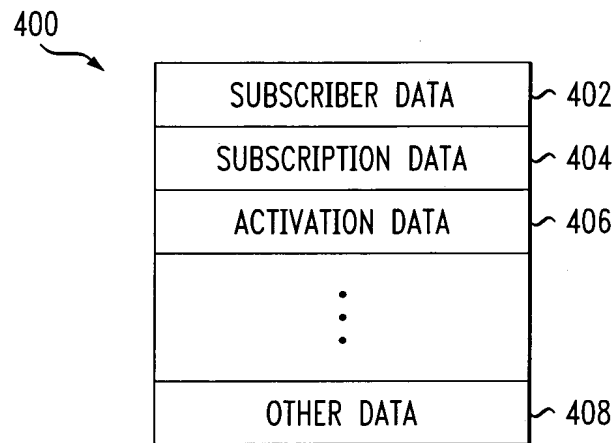 400
SUBSCRIBER DATA 402
SUBSCRIPTION DATA 404
ACTIVATION DATA 406
OTHER DATA 408